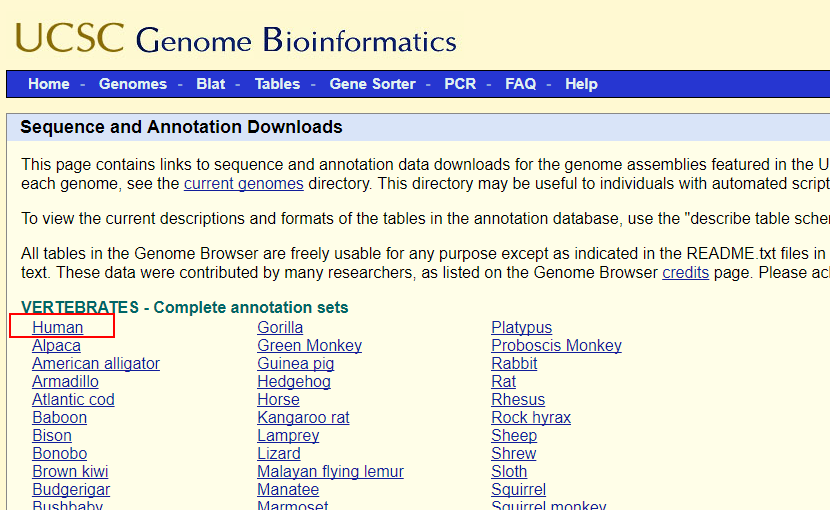 UCSC Genome Bioinformatics
Home - Genomes - Blat - Tables - Gene Sorter - PCR - FAQ - Help
Sequence and Annotation Downloads
This page contains links to sequence and annotation data downloads for the genome assemblies featured in the U
each genome, see the current genomes directory. This directory may be useful to individuals with automated script
To view the current descriptions and formats of the tables in the annotation database, use the "describe table sche
All tables in the Genome Browser are freely usable for any purpose except as indicated in the README.txt files in
text. These data were contributed by many researchers, as listed on the Genome Browser credits page. Please ac
VERTEBRATES - Complete annotation sets
Human Gorilla Platypus
Alpaca Green Monkey Proboscis Monkey
American alligator Guinea pig Rabbit
Armadillo Hedgehog Rat
Atlantic cod Horse Rhesus
Baboon Kangaroo rat Rock hyrax
Bison Lamprey Sheep
Bonobo Lizard Shrew
Brown kiwi Malayan flying lemur Sloth
Budgerigar Manatee Squirrel
Bushbaby Marmoset Squirrel monkey